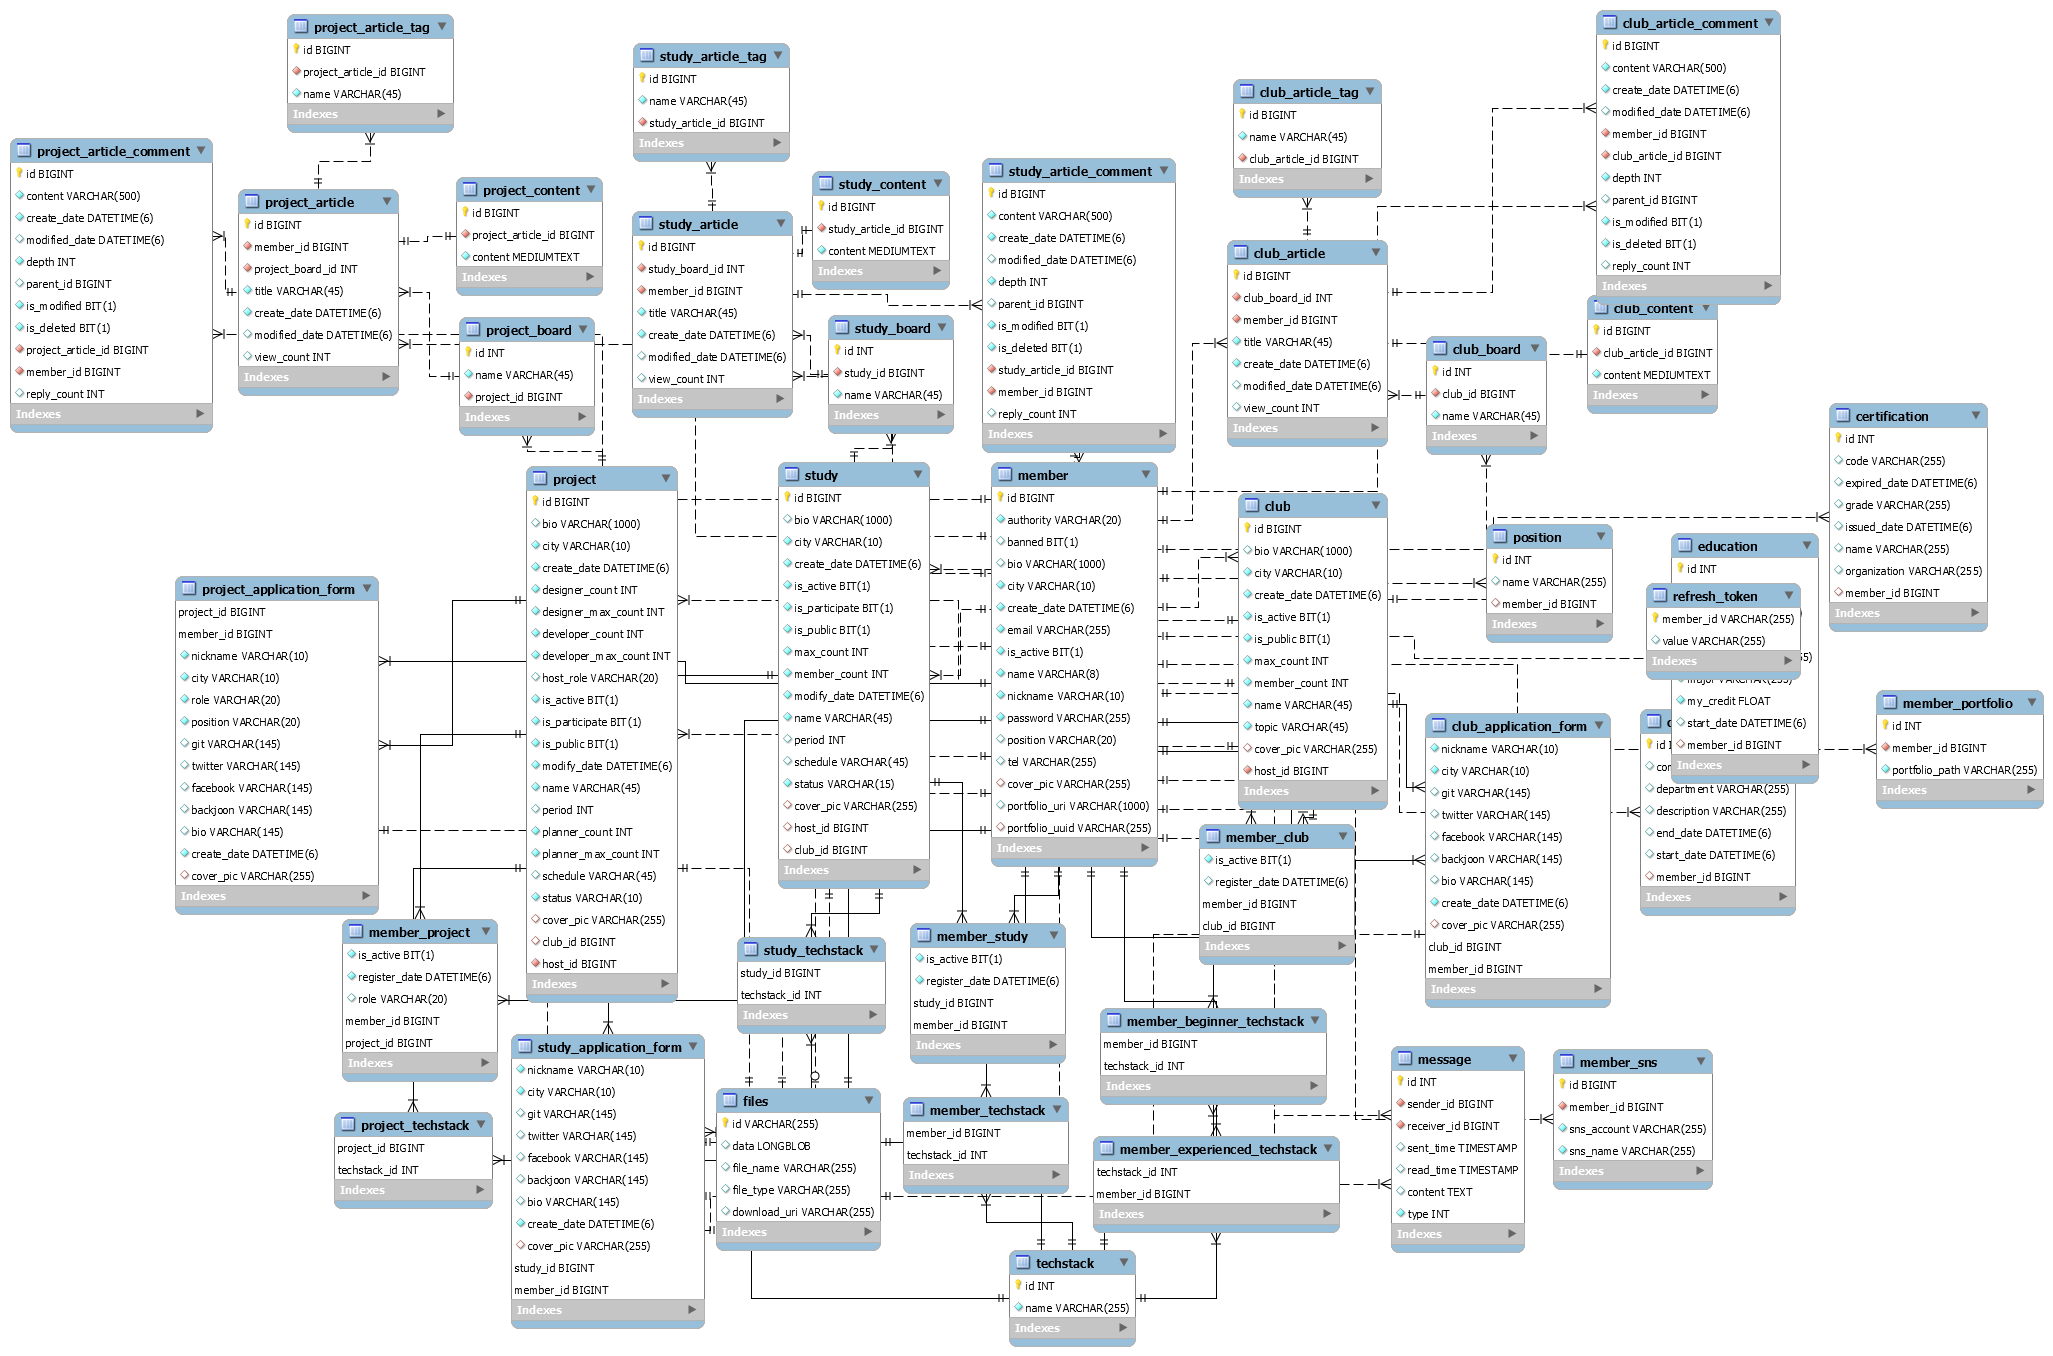 project_article_tag
id BIGINT
project_article_id BIGINT
name VARCHAR(45)
Indexes
study_article_tag
id BIGINT
name VARCHAR(45)
study_article_id BIGINT
Indexes
club_article_tag
id BIGINT
name VARCHAR(45)
club_article_id BIGINT
Indexes
club_article_comment
id BIGINT
content VARCHAR(500)
create_date DATETIME(6)
modified_date DATETIME(6)
member_id BIGINT
club_article_id BIGINT
depth INT
parent_id BIGINT
is_modified BIT(1)
is_deleted BIT(1)
reply_count INT
Indexes
project_article_comment
id BIGINT
content VARCHAR(500)
create_date DATETIME(6)
modified_date DATETIME(6)
depth INT
parent_id BIGINT
is_modified BIT(1)
is_deleted BIT(1)
project_article_id BIGINT
member_id BIGINT
reply_count INT
Indexes
project_article
id BIGINT
member_id BIGINT
project_board_id INT
title VARCHAR(45)
create_date DATETIME(6)
modified_date DATETIME(6)
view_count INT
Indexes
project_content
id BIGINT
project_article_id BIGINT
content MEDIUMTEXT
Indexes
project_board
id INT
name VARCHAR(45)
project_id BIGINT
Indexes
study_article
id BIGINT
study_board_id INT
member_id BIGINT
title VARCHAR(45)
create_date DATETIME(6)
modified_date DATETIME(6)
view_count INT
Indexes
study_content
id BIGINT
study_article_id BIGINT
content MEDIUMTEXT
Indexes
study_board
id INT
study_id BIGINT
name VARCHAR(45)
Indexes
study_article_comment
id BIGINT
content VARCHAR(500)
create_date DATETIME(6)
modified_date DATETIME(6)
depth INT
parent_id BIGINT
is_modified BIT(1)
is_deleted BIT(1)
study_article_id BIGINT
member_id BIGINT
reply_count INT
Indexes
club_article
id BIGINT
club_board_id INT
member_id BIGINT
title VARCHAR(45)
create_date DATETIME(6)
modified_date DATETIME(6)
view_count INT
Indexes
club_content
id BIGINT
club_article_id BIGINT
content MEDIUMTEXT
Indexes
club_board
id INT
club_id BIGINT
name VARCHAR(45)
Indexes
certification
id INT
code VARCHAR(255)
expired_date DATETIME(6)
grade VARCHAR(255)
issued_date DATETIME(6)
name VARCHAR(255)
organization VARCHAR(255)
member_id BIGINT
Indexes
project
id BIGINT
bio VARCHAR(1000)
city VARCHAR(10)
create_date DATETIME(6)
designer_count INT
designer_max_count INT
developer_count INT
developer_max_count INT
host_role VARCHAR(20)
is_active BIT(1)
is_participate BIT(1)
is_public BIT(1)
modify_date DATETIME(6)
name VARCHAR(45)
period INT
planner_count INT
planner_max_count INT
schedule VARCHAR(45)
status VARCHAR(10)
cover_pic VARCHAR(255)
club_id BIGINT
host_id BIGINT
Indexes
study
id BIGINT
bio VARCHAR(1000)
city VARCHAR(10)
create_date DATETIME(6)
is_active BIT(1)
is_participate BIT(1)
is_public BIT(1)
max_count INT
member_count INT
modify_date DATETIME(6)
name VARCHAR(45)
period INT
schedule VARCHAR(45)
status VARCHAR(15)
cover_pic VARCHAR(255)
host_id BIGINT
club_id BIGINT
Indexes
member
id BIGINT
authority VARCHAR(20)
banned BIT(1)
bio VARCHAR(1000)
city VARCHAR(10)
create_date DATETIME(6)
email VARCHAR(255)
is_active BIT(1)
name VARCHAR(8)
nickname VARCHAR(10)
password VARCHAR(255)
position VARCHAR(20)
tel VARCHAR(255)
cover_pic VARCHAR(255)
portfolio_uri VARCHAR(1000)
portfolio_uuid VARCHAR(255)
Indexes
club
id BIGINT
bio VARCHAR(1000)
city VARCHAR(10)
create_date DATETIME(6)
is_active BIT(1)
is_public BIT(1)
max_count INT
member_count INT
name VARCHAR(45)
topic VARCHAR(45)
cover_pic VARCHAR(255)
host_id BIGINT
Indexes
position
id INT
name VARCHAR(255)
member_id BIGINT
Indexes
education
id INT
refresh_token
member_id VARCHAR(255)
value VARCHAR(255)
Indexes
major VARCHAR(255)
my_credit FLOAT
start_date DATETIME(6)
member_id BIGINT
Indexes
department VARCHAR(255)
description VARCHAR(255)
end_date DATETIME(6)
start_date DATETIME(6)
member_id BIGINT
Indexes
member_portfolio
id INT
member_id BIGINT
portfolio_path VARCHAR(255)
Indexes
project_application_form
project_id BIGINT
member_id BIGINT
nickname VARCHAR(10)
city VARCHAR(10)
role VARCHAR(20)
position VARCHAR(20)
git VARCHAR(145)
twitter VARCHAR(145)
facebook VARCHAR(145)
backjoon VARCHAR(145)
bio VARCHAR(145)
create_date DATETIME(6)
cover_pic VARCHAR(255)
Indexes
club_application_form
nickname VARCHAR(10)
city VARCHAR(10)
git VARCHAR(145)
twitter VARCHAR(145)
facebook VARCHAR(145)
backjoon VARCHAR(145)
bio VARCHAR(145)
create_date DATETIME(6)
cover_pic VARCHAR(255)
club_id BIGINT
member_id BIGINT
Indexes
member_club
is_active BIT(1)
register_date DATETIME(6)
member_id BIGINT
club_id BIGINT
Indexes
member_project
is_active BIT(1)
register_date DATETIME(6)
role VARCHAR(20)
member_id BIGINT
project_id BIGINT
Indexes
study_techstack
study_id BIGINT
techstack_id INT
Indexes
member_study
is_active BIT(1)
register_date DATETIME(6)
study_id BIGINT
member_id BIGINT
Indexes
member_beginner_techstack
member_id BIGINT
techstack_id INT
Indexes
study_application_form
nickname VARCHAR(10)
city VARCHAR(10)
git VARCHAR(145)
twitter VARCHAR(145)
facebook VARCHAR(145)
backjoon VARCHAR(145)
bio VARCHAR(145)
create_date DATETIME(6)
cover_pic VARCHAR(255)
study_id BIGINT
member_id BIGINT
Indexes
files
id VARCHAR(255)
data LONGBLOB
file_name VARCHAR(255)
file_type VARCHAR(255)
download_uri VARCHAR(255)
Indexes
member_techstack
member_id BIGINT
techstack_id INT
Indexes
member_experienced_techstack
techstack_id INT
member_id BIGINT
Indexes
message
id INT
sender_id BIGINT
receiver_id BIGINT
sent_time TIMESTAMP
read_time TIMESTAMP
content TEXT
type INT
Indexes
member_sns
id BIGINT
member_id BIGINT
sns_account VARCHAR(255)
sns_name VARCHAR(255)
Indexes
project_techstack
project_id BIGINT
techstack_id INT
Indexes
techstack
id INT
name VARCHAR(255)
Indexes